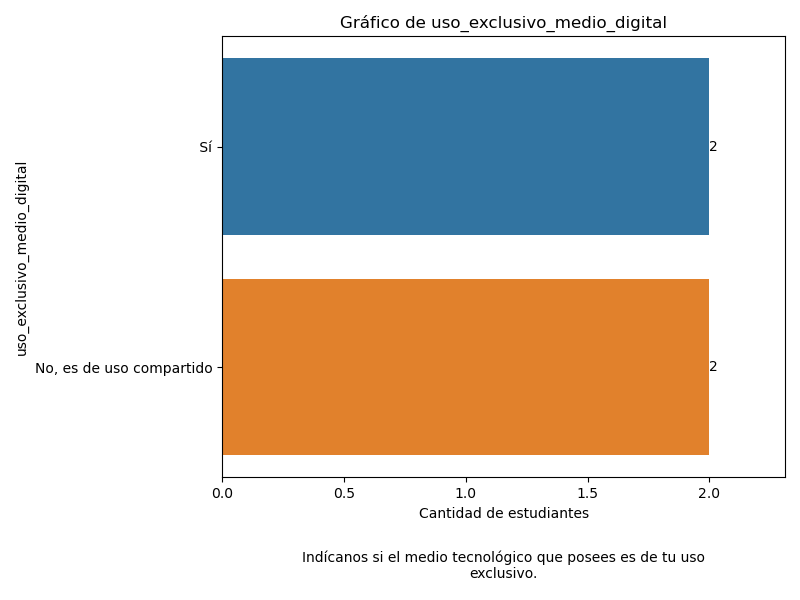 Gráfico de uso_exclusivo_medio_digital
uso_exclusivo_medio_digital
Sí
2
No, es de uso compartido
2
0.0 0.5 1.0 1.5 2.0
Cantidad de estudiantes
Indícanos si el medio tecnológico que posees es de tu uso
exclusivo.